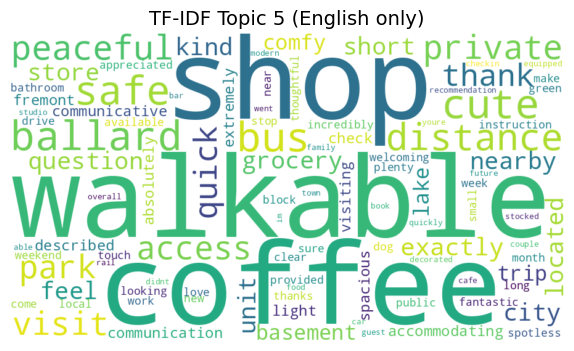 TF-IDF Topic 5 (English only)
peaceful kind comfy short private
modern checkin equipped
appreciated thoughtful near
store shop thank make
bathroom safe bar extremely went recommendation green
fremont communicative cute
drive available stop incredibly youre instruction
studio ballard quick bus check distance
family
question absolutely grocery welcoming nearby
plenty week future
walkable
overall block visiting lake small
town book stocked
im quickly
able described access sure dog exactly couple located
weekend touch clear decorated month
park rail looking unit provided spacious cafe trip
feel work love food fantastic long
come local didnt new thanks light public city
visit communication basement car guest accommodating spotless
coffee